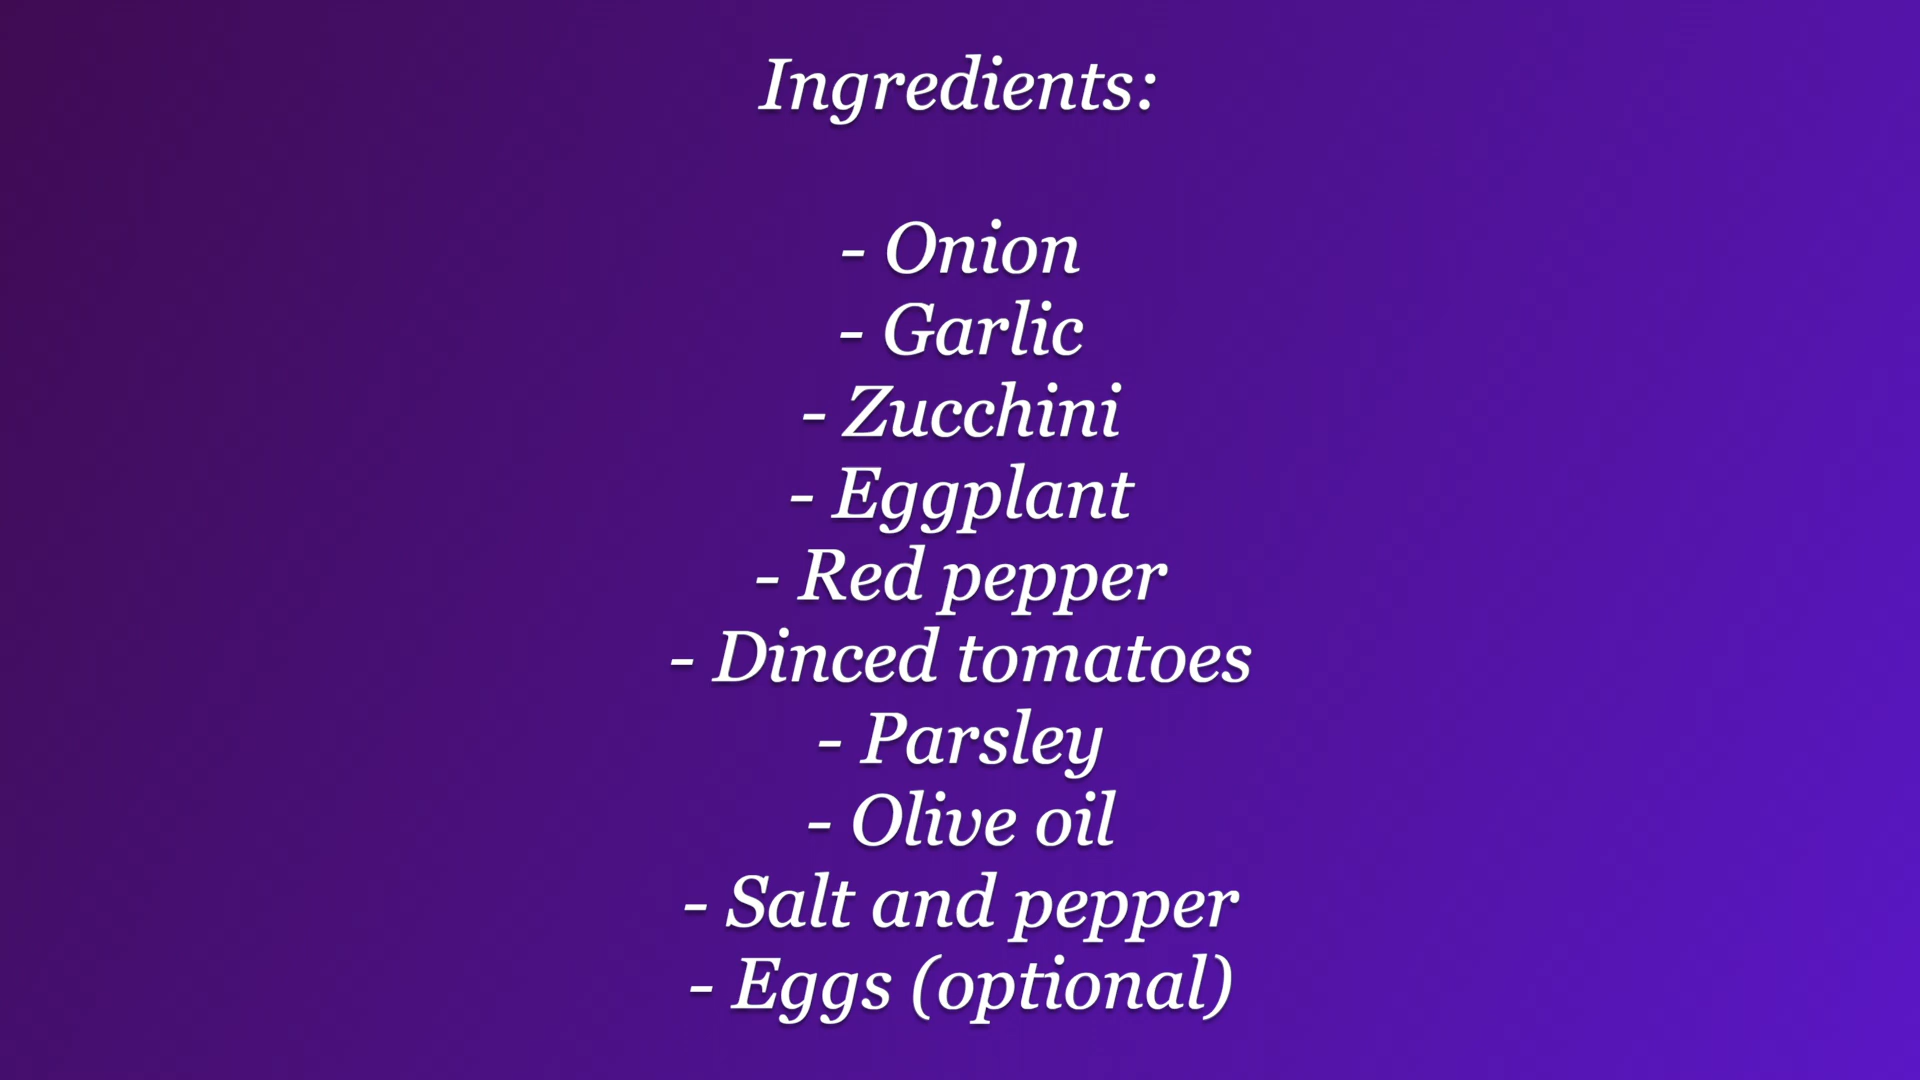 Ingredients:
- Onion
- Garlic
- Zucchini
- Eggplant
- Red pepper
- Dinced tomatoes
- Parsley
- Olive oil
- Salt and pepper
- Eggs (optional)